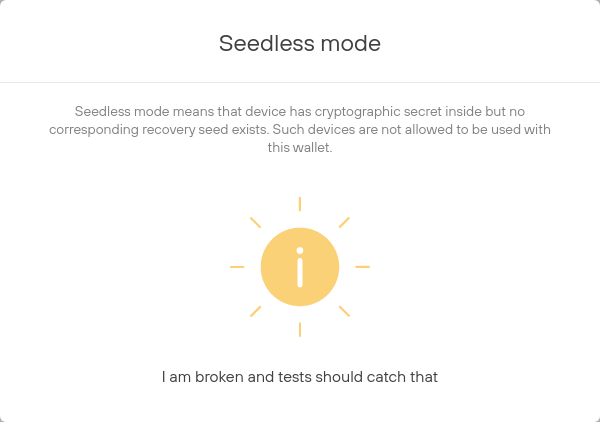 Seedless mode
Seedless mode means that device has cryptographic secret inside but no
corresponding recovery seed exists. Such devices are not allowed to be used with
this wallet.
i
I am broken and tests should catch that